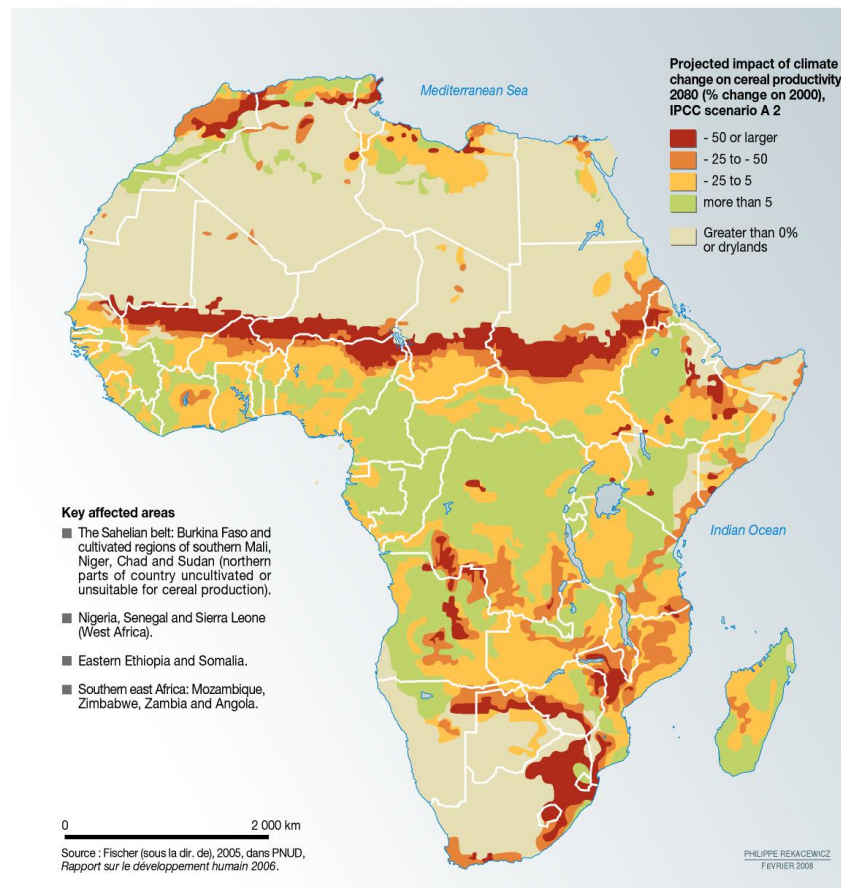 Projected impact of climate
change on cereal productivity
2080 (% change on 2000),
IPCC scenario A 2
- 50 or larger
- 25 to - 50
- 25 to 5
more than 5
Greater than 0%
or drylands
Mediterranean Sea
Indian Ocean
Key affected areas
The Sahelian belt: Burkina Faso and
cultivated regions of southern Mali,
Niger, Chad and Sudan (northern
parts of country uncultivated or
unsuitable for cereal production).
Nigeria, Senegal and Sierra Leone
(West Africa).
Eastern Ethiopia and Somalia.
Southern east Africa: Mozambique,
Zimbabwe, Zambia and Angola.
0 2 000 km
Source : Fischer (sous la dir. de), 2005, dans PNUD,
Rapport sur le développement humain 2006.
PHILIPPE REKACEWICZ
FÉVRIER 2008